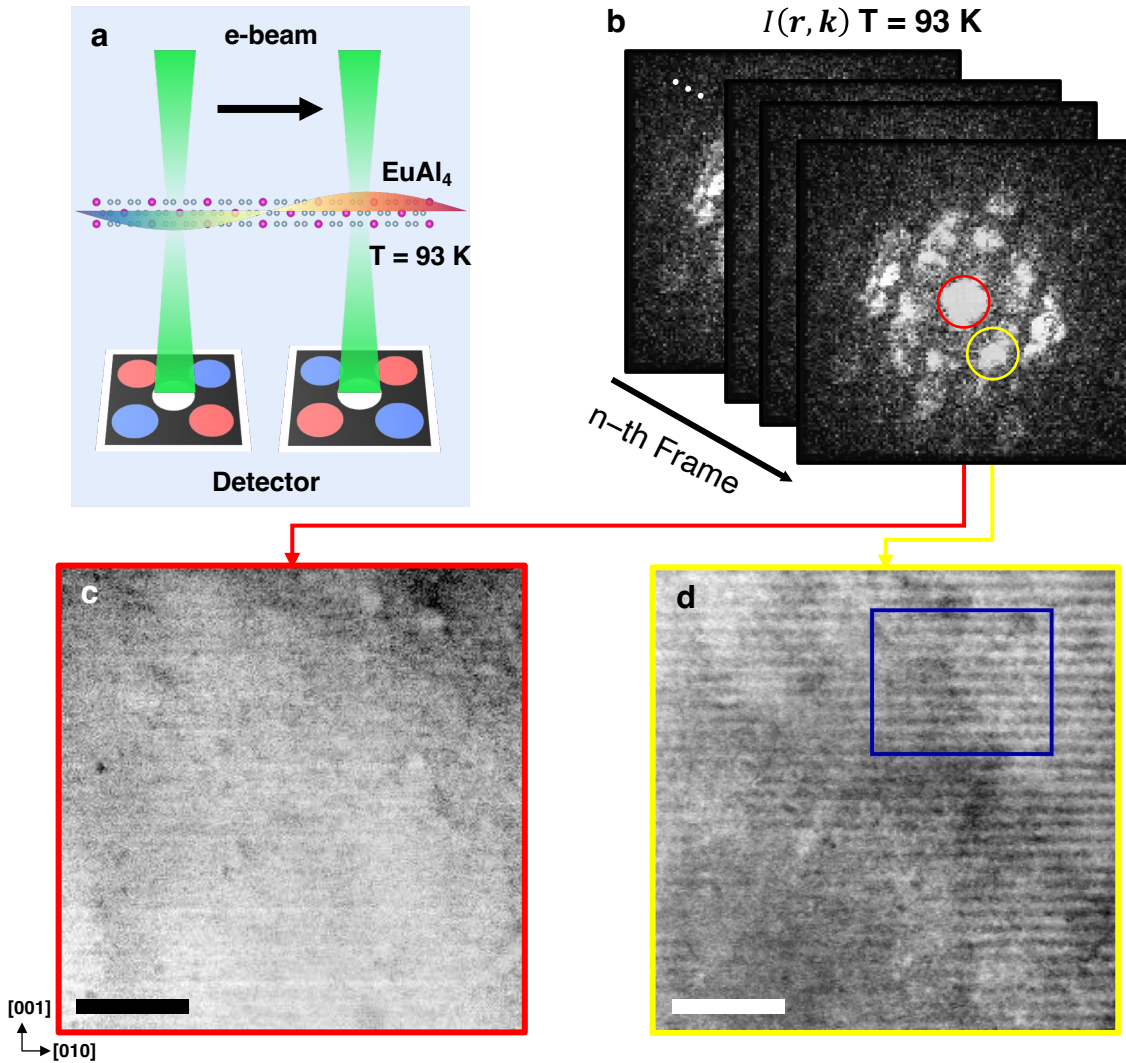 a
e-beam
EuAl₄
T = 93 K
Detector
b
I(r, k) T = 93 K
n–th Frame
c
d
[001]
[010]